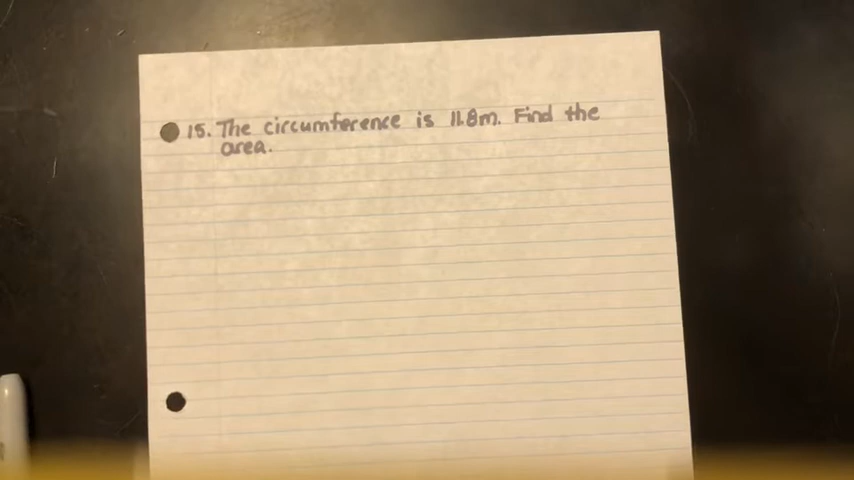 15. The circumference is 11.8m. Find the
area.